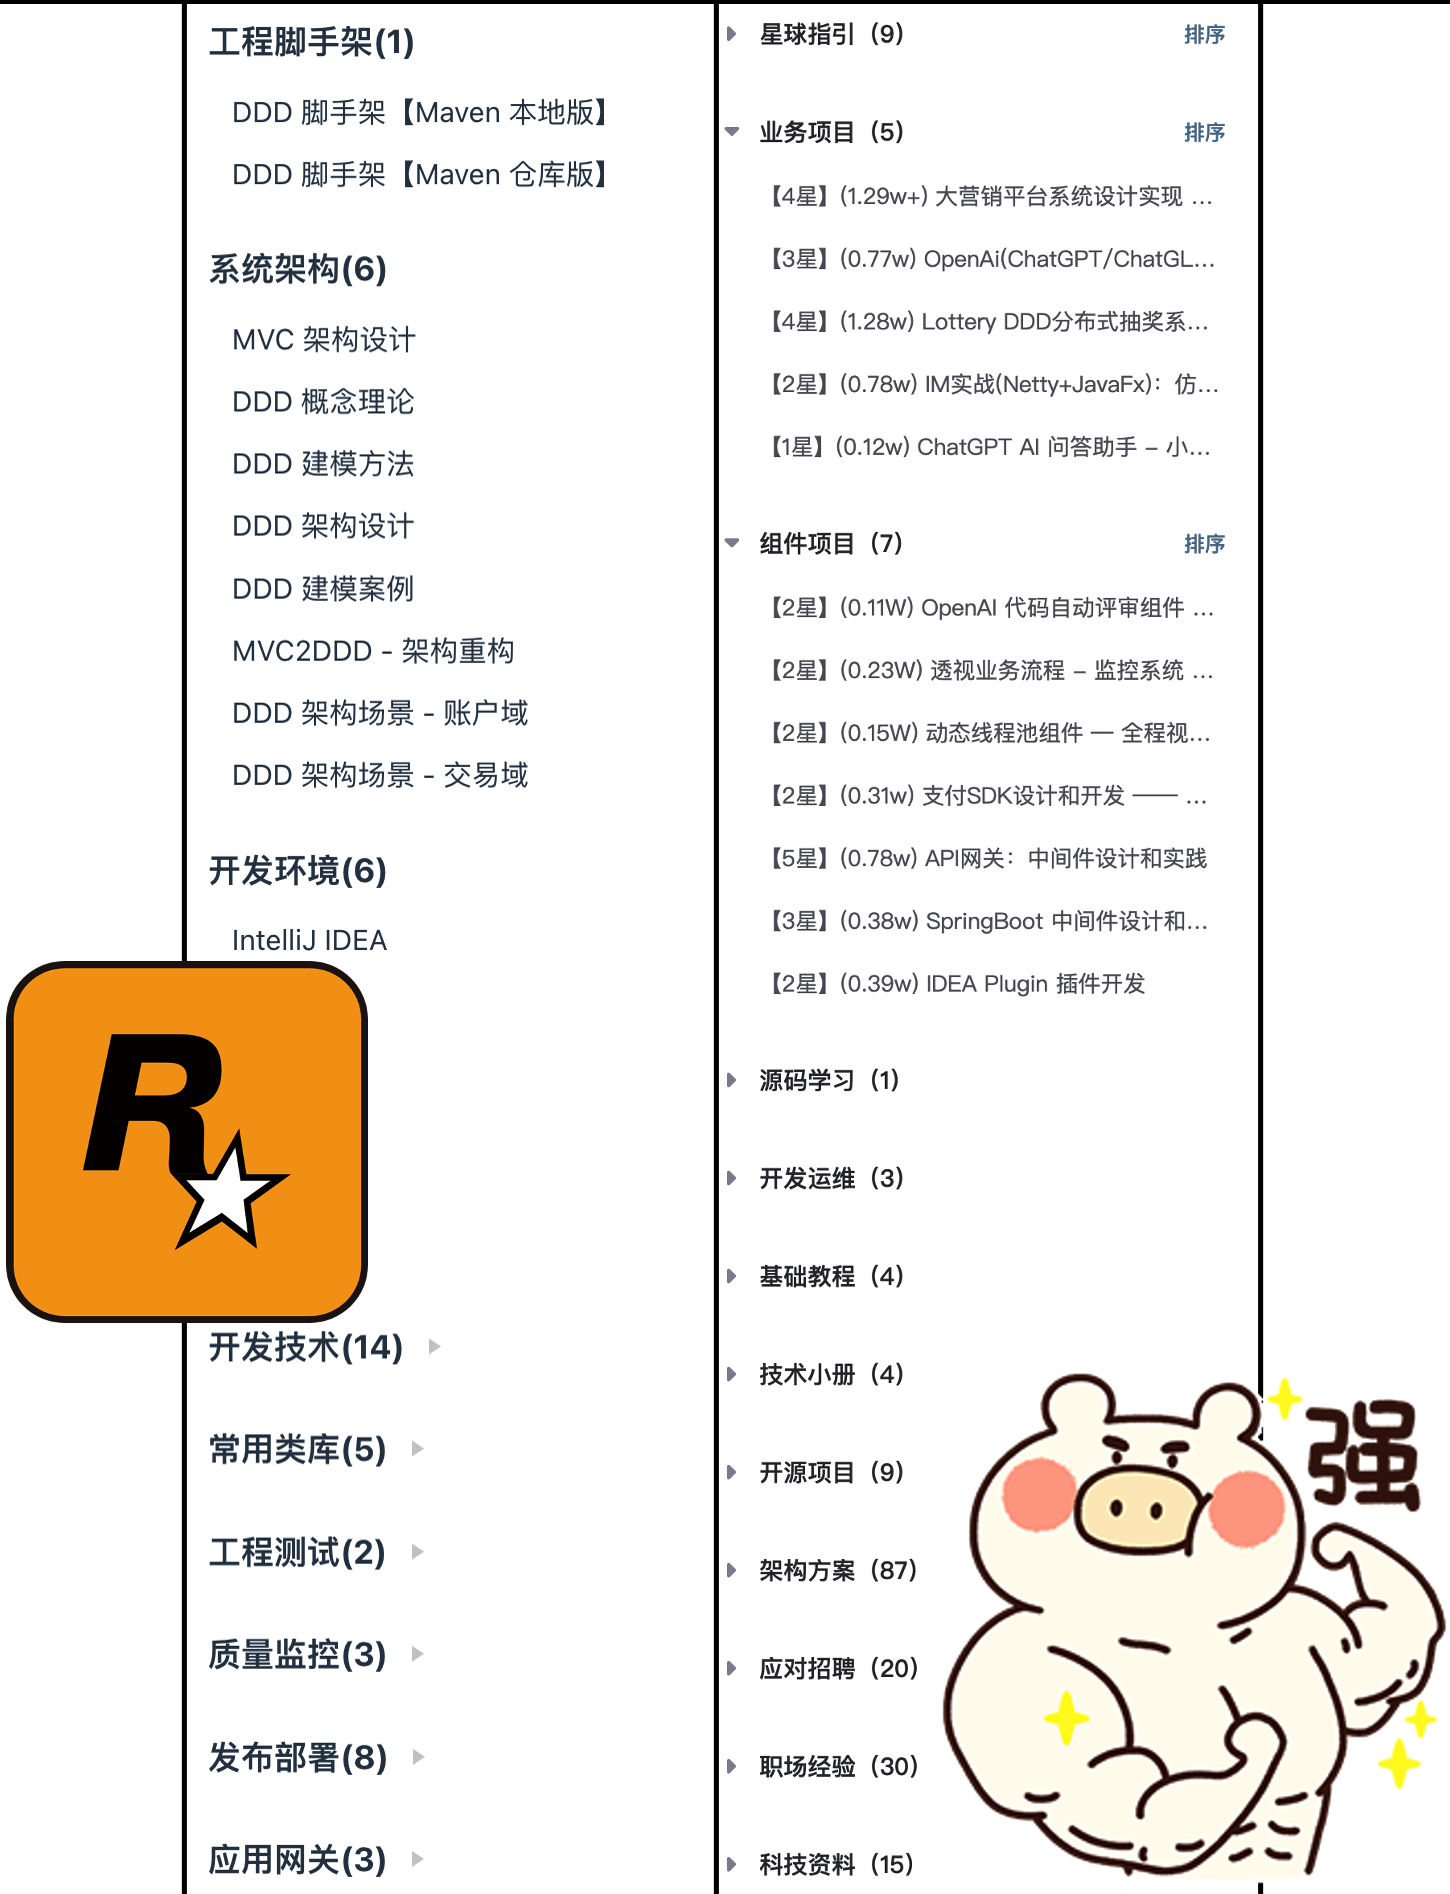 工程脚手架(1)
DDD 脚手架【Maven 本地版】
DDD 脚手架【Maven 仓库版】
系统架构(6)
MVC 架构设计
DDD 概念理论
DDD 建模方法
DDD 架构设计
DDD 建模案例
MVC2DDD - 架构重构
DDD 架构场景 - 账户域
DDD 架构场景 - 交易域
开发环境(6)
IntelliJ IDEA
R
开发技术(14)
常用类库(5)
工程测试(2)
质量监控(3)
发布部署(8)
应用网关(3)
星球指引（9） 排序
业务项目（5） 排序
【4星】(1.29w+) 大营销平台系统设计实现 ...
【3星】(0.77w) OpenAi(ChatGPT/ChatGL...
【4星】(1.28w) Lottery DDD分布式抽奖系...
【2星】(0.78w) IM实战(Netty+JavaFx)：仿...
【1星】(0.12w) ChatGPT AI 问答助手 – 小...
组件项目（7） 排序
【2星】(0.11W) OpenAI 代码自动评审组件 ...
【2星】(0.23W) 透视业务流程 – 监控系统 ...
【2星】(0.15W) 动态线程池组件 — 全程视...
【2星】(0.31w) 支付SDK设计和开发 —— ...
【5星】(0.78w) API网关：中间件设计和实践
【3星】(0.38w) SpringBoot 中间件设计和...
【2星】(0.39w) IDEA Plugin 插件开发
源码学习（1）
开发运维（3）
基础教程（4）
技术小册（4）
开源项目（9）
架构方案（87）
应对招聘（20）
职场经验（30）
科技资料（15）
强